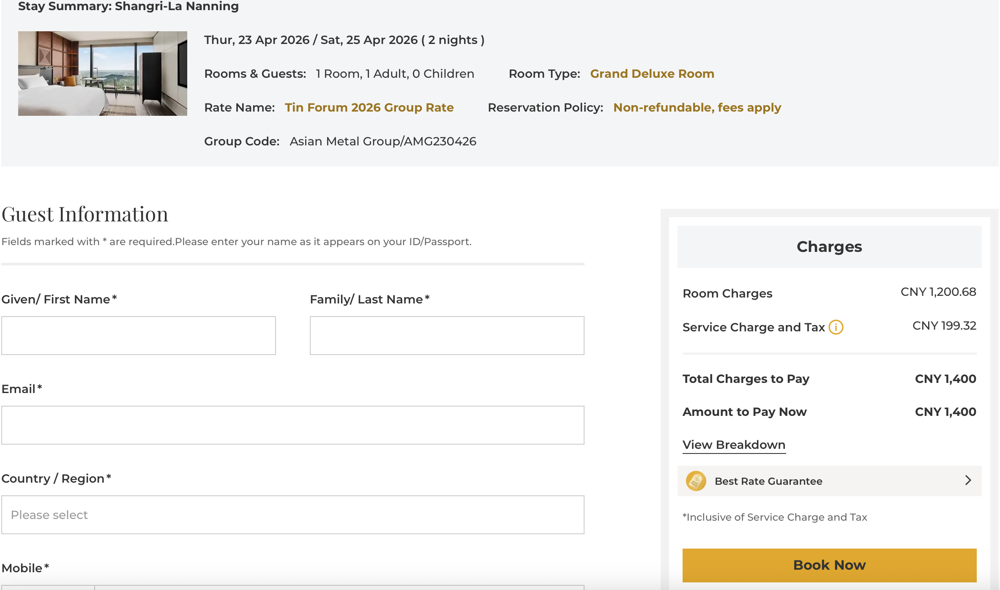 Stay Summary: Shangri-La Nanning
Thur, 23 Apr 2026 / Sat, 25 Apr 2026 ( 2 nights )
Rooms & Guests: 1 Room, 1 Adult, 0 Children Room Type: Grand Deluxe Room
Rate Name: Tin Forum 2026 Group Rate Reservation Policy: Non-refundable, fees apply
Group Code: Asian Metal Group/AMG230426
Guest Information
Fields marked with * are required.Please enter your name as it appears on your ID/Passport.
Given/ First Name*
Family/ Last Name*
Email*
Country / Region*
Please select
Mobile*
Charges
Room Charges CNY 1,200.68
Service Charge and Tax i CNY 199.32
Total Charges to Pay CNY 1,400
Amount to Pay Now CNY 1,400
View Breakdown
BEST
PRICE
Best Rate Guarantee
*Inclusive of Service Charge and Tax
Book Now